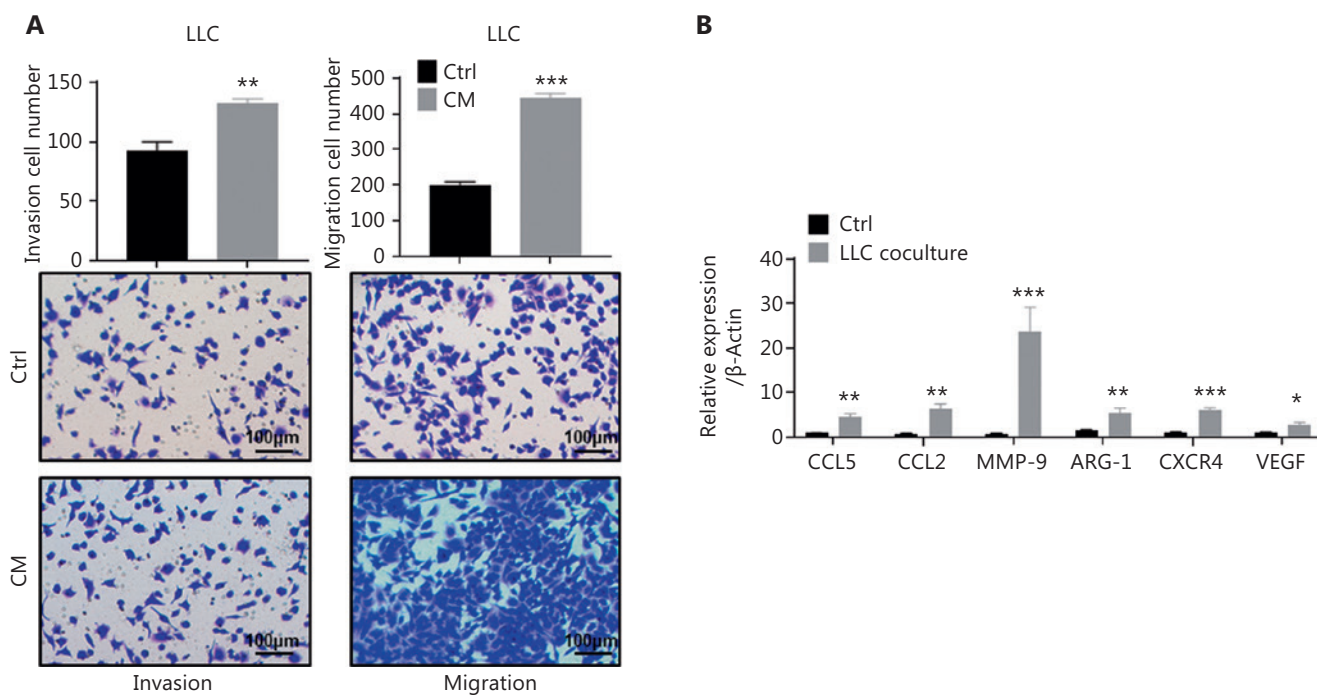 A
LLC
Invasion cell number
150
100
50
0
**
LLC
Migration cell number
500
400
300
200
100
0
Ctrl
CM
***
Ctrl
100μm
100μm
CM
100μm
100μm
Invasion
Migration
B
Ctrl
LLC coculture
Relative expression
/β-Actin
40
30
20
10
0
**
**
***
**
***
*
CCL5
CCL2
MMP-9
ARG-1
CXCR4
VEGF